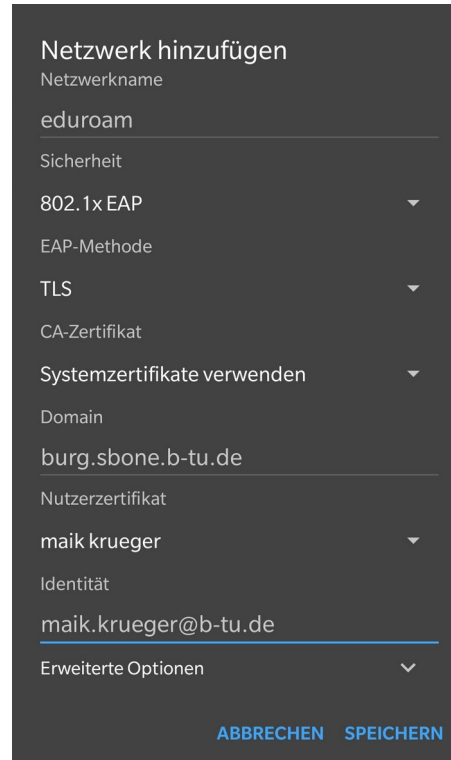 Netzwerk hinzufügen
Netzwerkname
eduroam
Sicherheit
802.1x EAP
EAP-Methode
TLS
CA-Zertifikat
Systemzertifikate verwenden
Domain
burg.sbone.b-tu.de
Nutzerzertifikat
maik krueger
Identität
maik.krueger@b-tu.de
Erweiterte Optionen
ABBRECHEN SPEICHERN